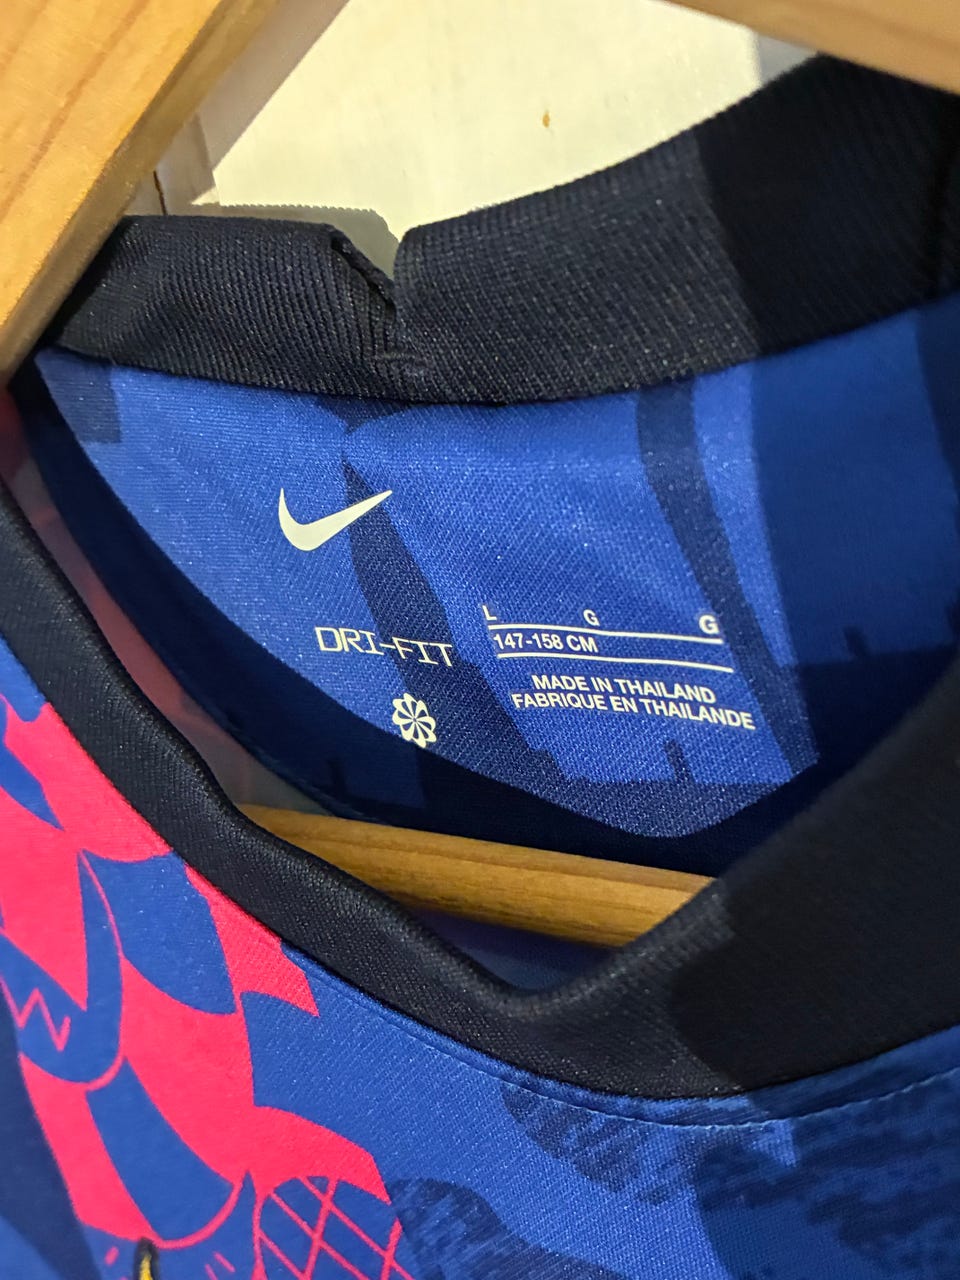 DRI-FIT
L G G
147-158 CM
MADE IN THAILAND
FABRIQUE EN THAILANDE